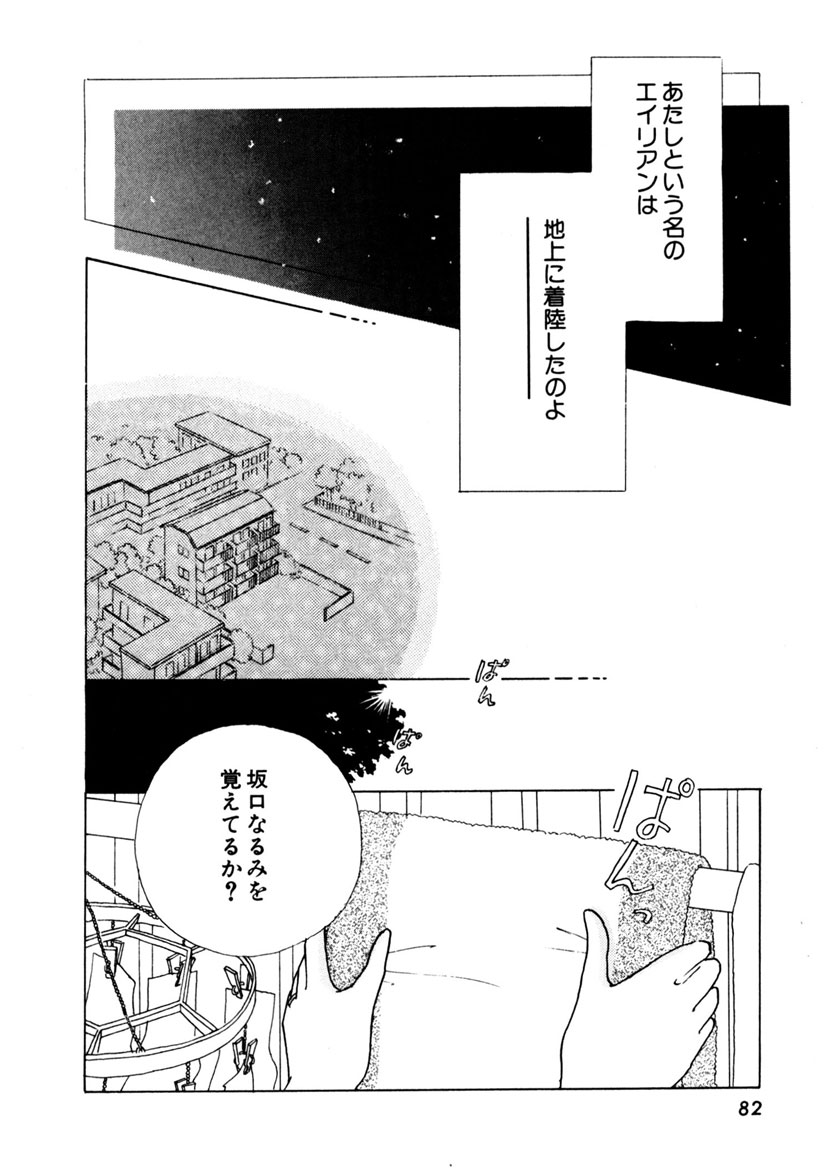 あたしという名の
エイリアンは
地上に着陸したのよ
ばん
ばん
ぱんっ
坂口なるみを
覚えてるか？
82